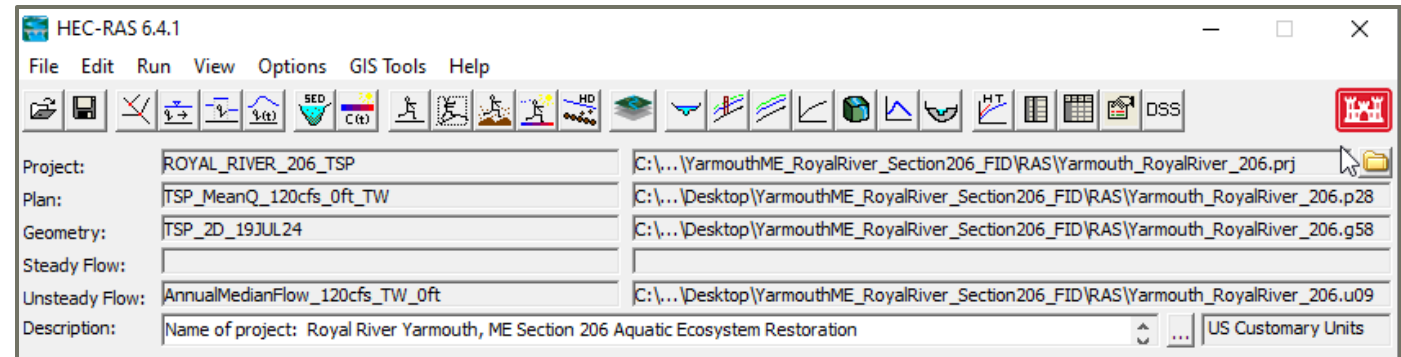 HEC-RAS 6.4.1
File Edit Run View Options GIS Tools Help
SED C(t) HD HT DSS
Project: ROYAL_RIVER_206_TSP C:\...\YarmouthME_RoyalRiver_Section206_FID\RAS\Yarmouth_RoyalRiver_206.prj
Plan: TSP_MeanQ_120cfs_0ft_TW C:\...\Desktop\YarmouthME_RoyalRiver_Section206_FID\RAS\Yarmouth_RoyalRiver_206.p28
Geometry: TSP_2D_19JUL24 C:\...\Desktop\YarmouthME_RoyalRiver_Section206_FID\RAS\Yarmouth_RoyalRiver_206.g58
Steady Flow:
Unsteady Flow: AnnualMedianFlow_120cfs_TW_0ft C:\...\Desktop\YarmouthME_RoyalRiver_Section206_FID\RAS\Yarmouth_RoyalRiver_206.u09
Description: Name of project: Royal River Yarmouth, ME Section 206 Aquatic Ecosystem Restoration ... US Customary Units